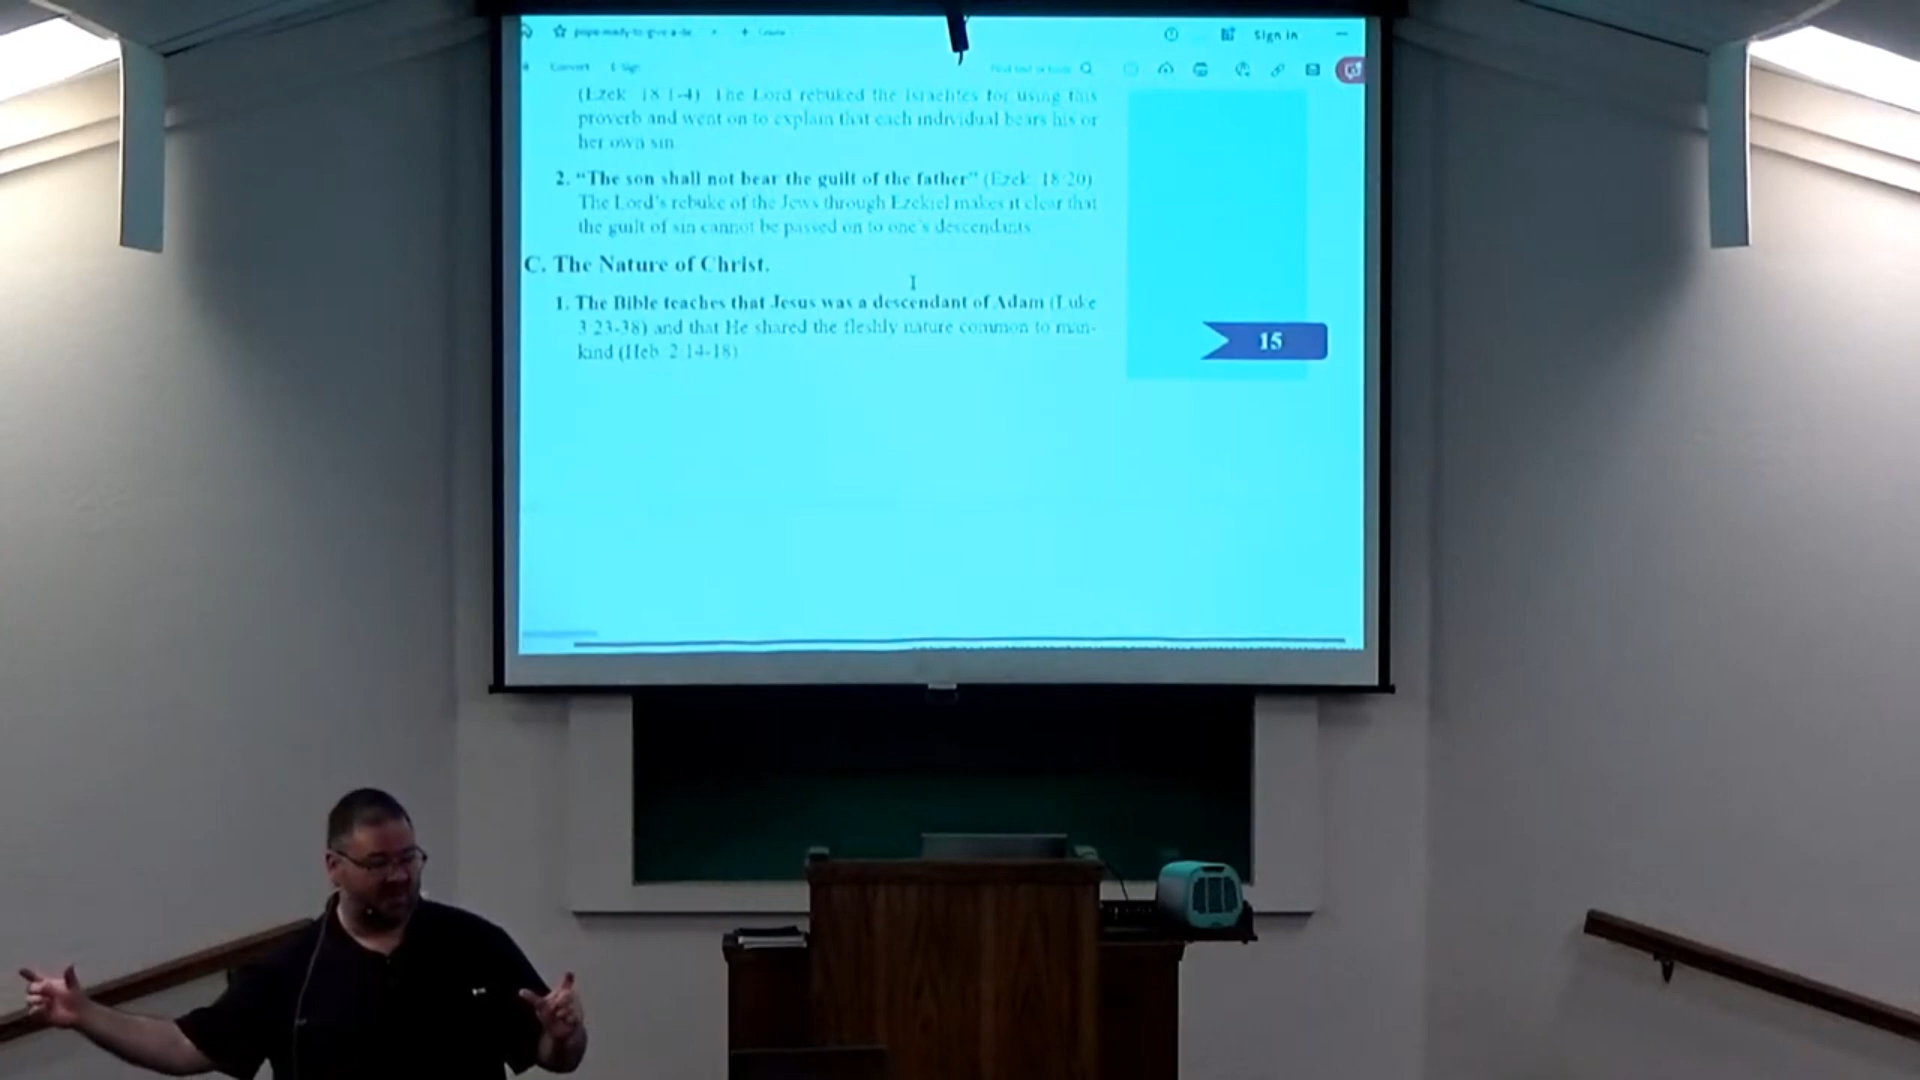 Sign in
Convert
(Ezek. 18:1-4). The Lord rebuked the Israelites for using this
proverb and went on to explain that each individual bears his or
her own sin.
2. “The son shall not bear the guilt of the father” (Ezek. 18:20).
The Lord’s rebuke of the Jews through Ezekiel makes it clear that
the guilt of sin cannot be passed on to one’s descendants.
C. The Nature of Christ.
1. The Bible teaches that Jesus was a descendant of Adam (Luke
3:23-38) and that He shared the fleshly nature common to man-
kind (Heb. 2:14-18).
15